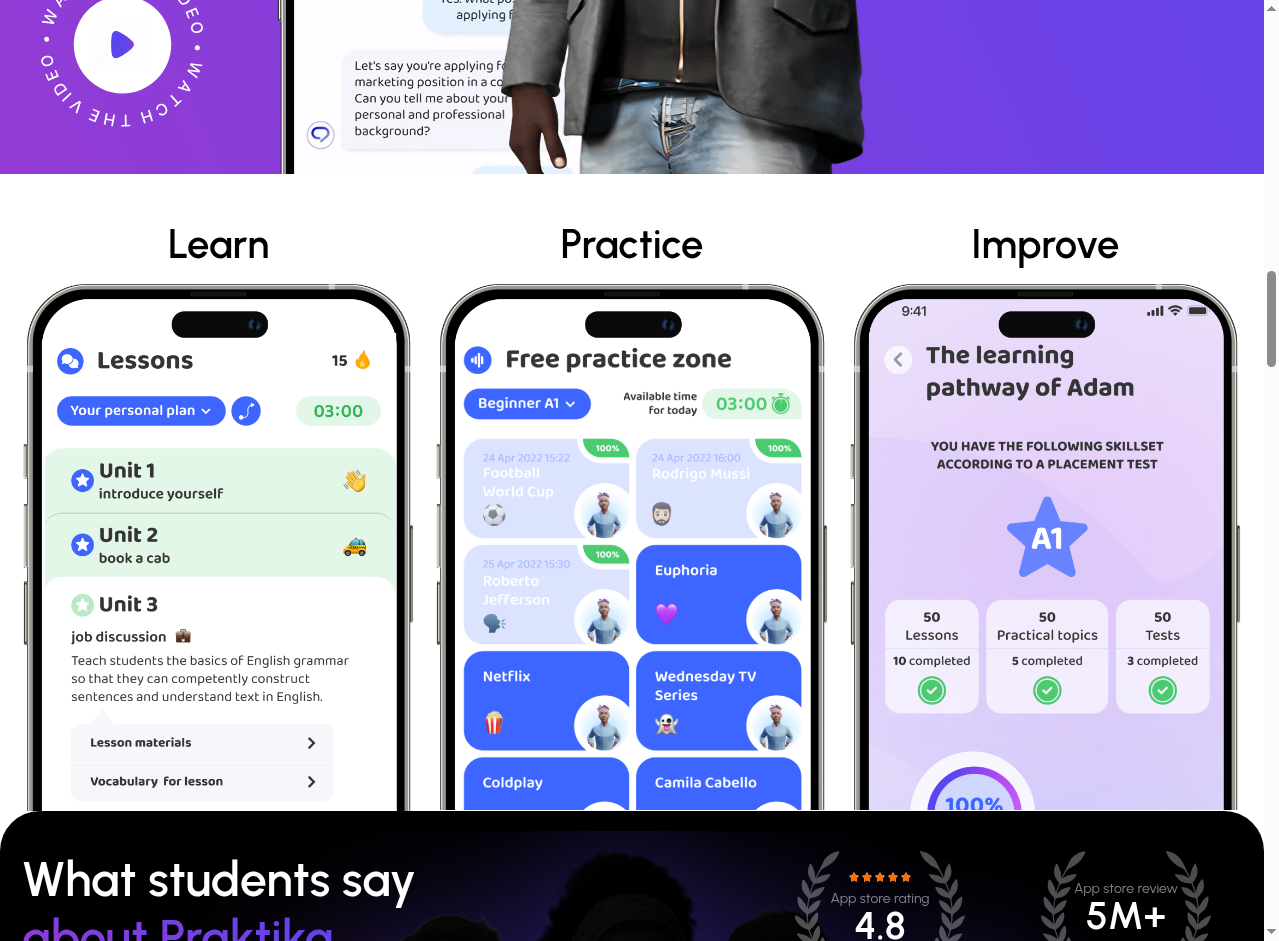 WATCH THE VIDEO • WATCH THE VIDEO •
applying f
Let's say you're applying fo
marketing position in a co
Can you tell me about your
personal and professional
background?
Learn
Practice
Improve
Lessons
15
Your personal plan
03:00
Unit 1
introduce yourself
Unit 2
book a cab
Unit 3
job discussion
Teach students the basics of English grammar
so that they can competently construct
sentences and understand text in English.
Lesson materials
Vocabulary for lesson
Free practice zone
Beginner A1
Available time
for today
03:00
24 Apr 2022 15:22
100%
Football
World Cup
24 Apr 2022 16:00
100%
Rodrigo Mussi
25 Apr 2022 15:30
100%
Roberto
Jefferson
Euphoria
Netflix
Wednesday TV
Series
Coldplay
Camila Cabello
9:41
The learning
pathway of Adam
YOU HAVE THE FOLLOWING SKILLSET
ACCORDING TO A PLACEMENT TEST
A1
50
Lessons
10 completed
50
Practical topics
5 completed
50
Tests
3 completed
100%
What students say
about Praktika
App store rating
4.8
App store review
5M+